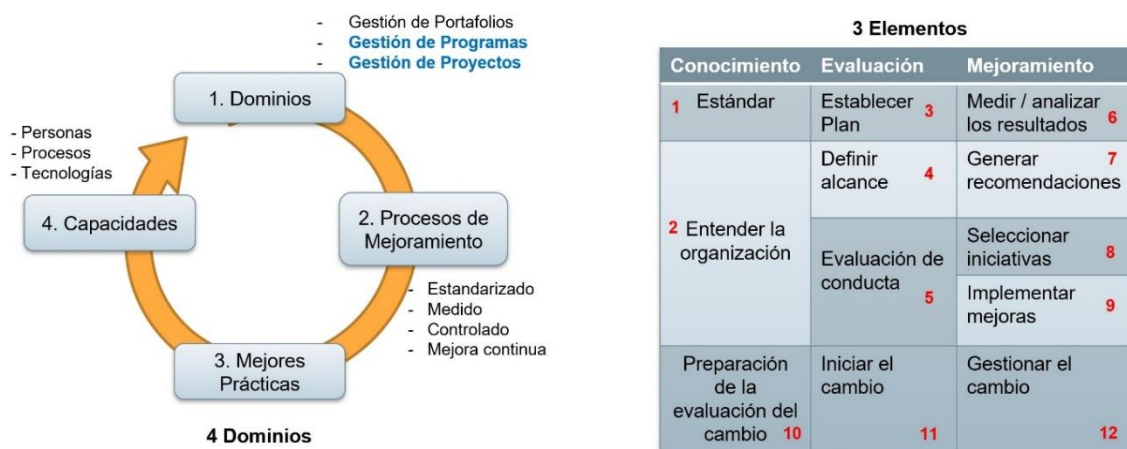 - Gestión de Portafolios
- Gestión de Programas
- Gestión de Proyectos
1. Dominios
- Personas
- Procesos
- Tecnologías
4. Capacidades
2. Procesos de
Mejoramiento
- Estandarizado
- Medido
- Controlado
- Mejora continua
3. Mejores
Prácticas
4 Dominios
3 Elementos
Conocimiento Evaluación Mejoramiento
1 Estándar
Establecer
Plan 3
Medir / analizar
los resultados 6
2 Entender la
organización
Definir
alcance 4
Generar 7
recomendaciones
Evaluación de
conducta
5
Seleccionar
iniciativas 8
Implementar
mejoras 9
Preparación
de la
evaluación del
cambio 10
Iniciar el
cambio
11
Gestionar el
cambio
12